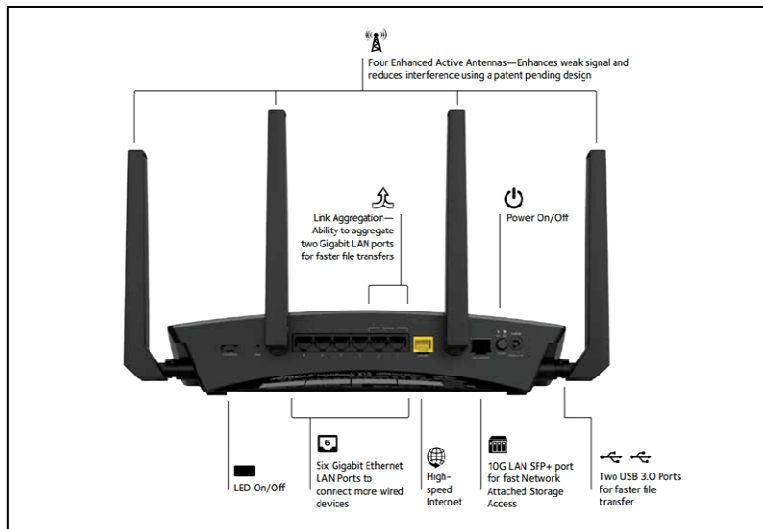 Four Enhanced Active Antennas—Enhances weak signal and
reduces interference using a patent pending design
Link Aggregation—
Ability to aggregate
two Gigabit LAN ports
for faster file transfers
Power On/Off
LED On/Off
6
Six Gigabit Ethernet
LAN Ports to
connect more wired
devices
High-
speed
Internet
10G LAN SFP+ port
for fast Network
Attached Storage
Access
Two USB 3.0 Ports
for faster file
transfer